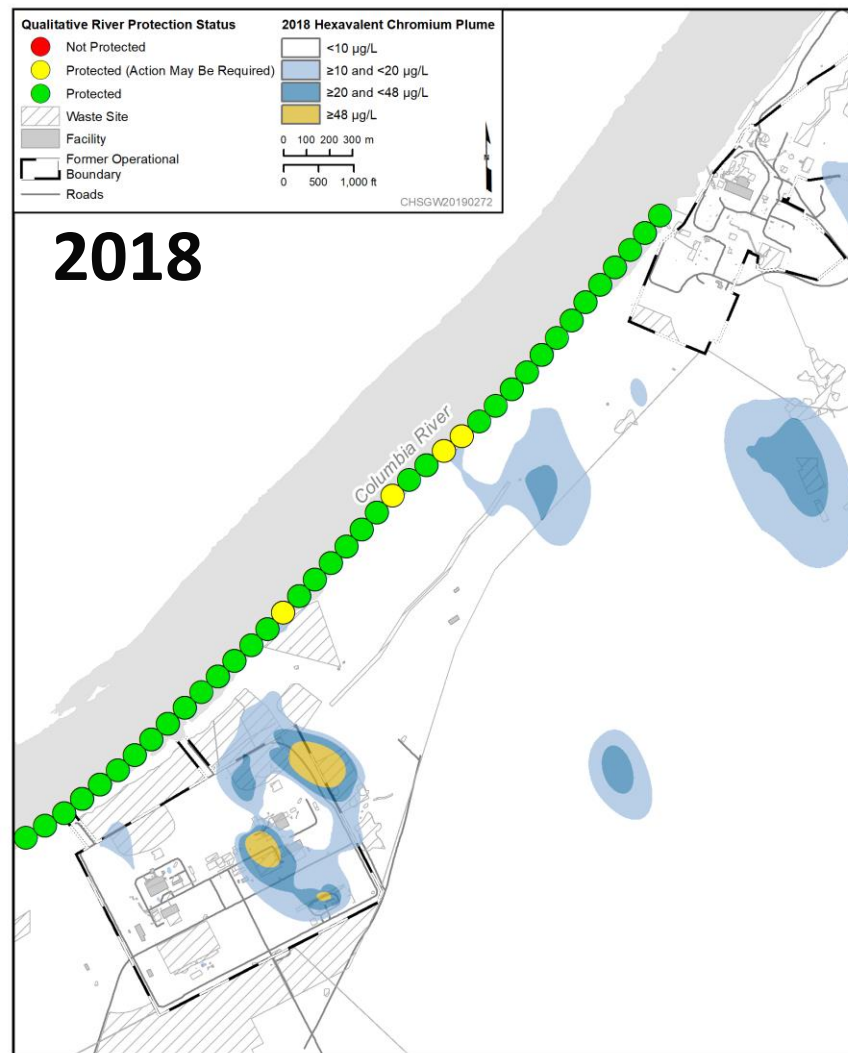 Qualitative River Protection Status
Not Protected
Protected (Action May Be Required)
Protected
Waste Site
Facility
Former Operational
Boundary
Roads
2018 Hexavalent Chromium Plume
<10 µg/L
≥10 and <20 µg/L
≥20 and <48 µg/L
≥48 µg/L
0 100 200 300 m
0 500 1,000 ft
N
CHSGW20190272
2018
Columbia River